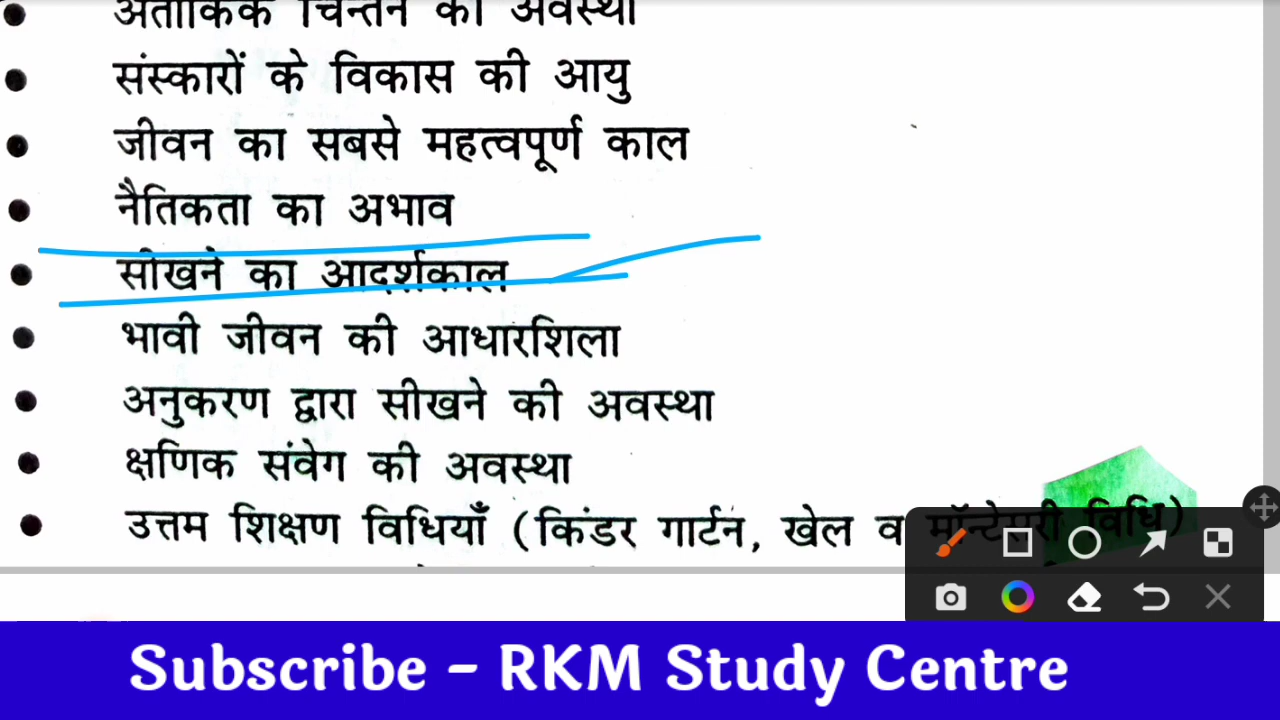 अतार्किक चिन्तन की अवस्था
संस्कारों के विकास की आयु
जीवन का सबसे महत्वपूर्ण काल
नैतिकता का अभाव
सीखने का आदर्शकाल
भावी जीवन की आधारशिला
अनुकरण द्वारा सीखने की अवस्था
क्षणिक संवेग की अवस्था
उत्तम शिक्षण विधियाँ (किंडर गार्टन, खेल व मॉन्टेसरी विधि)
Subscribe - RKM Study Centre